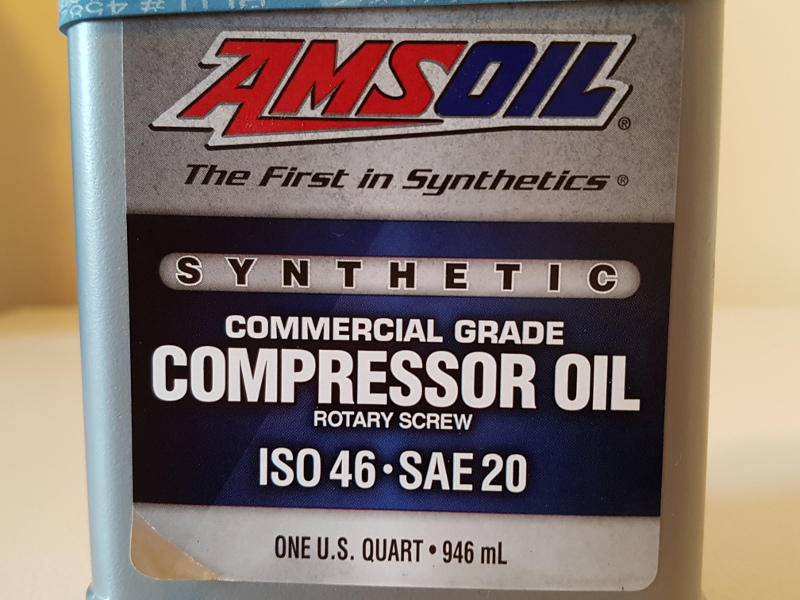 AMSOIL®
The First in Synthetics®
SYNTHETIC
COMMERCIAL GRADE
COMPRESSOR OIL
ROTARY SCREW
ISO 46 • SAE 20
ONE U.S. QUART • 946 mL